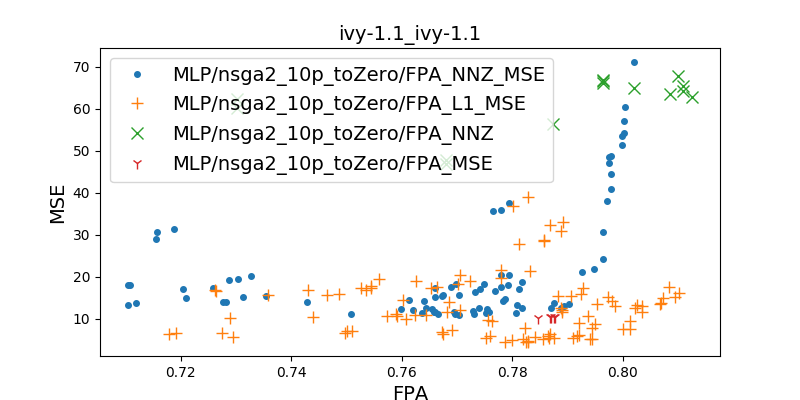 ivy-1.1_ivy-1.1
MLP/nsga2_10p_toZero/FPA_NNZ_MSE
MLP/nsga2_10p_toZero/FPA_L1_MSE
MLP/nsga2_10p_toZero/FPA_NNZ
MLP/nsga2_10p_toZero/FPA_MSE
70
60
50
40
30
20
10
MSE
0.72 0.74 0.76 0.78 0.80
FPA